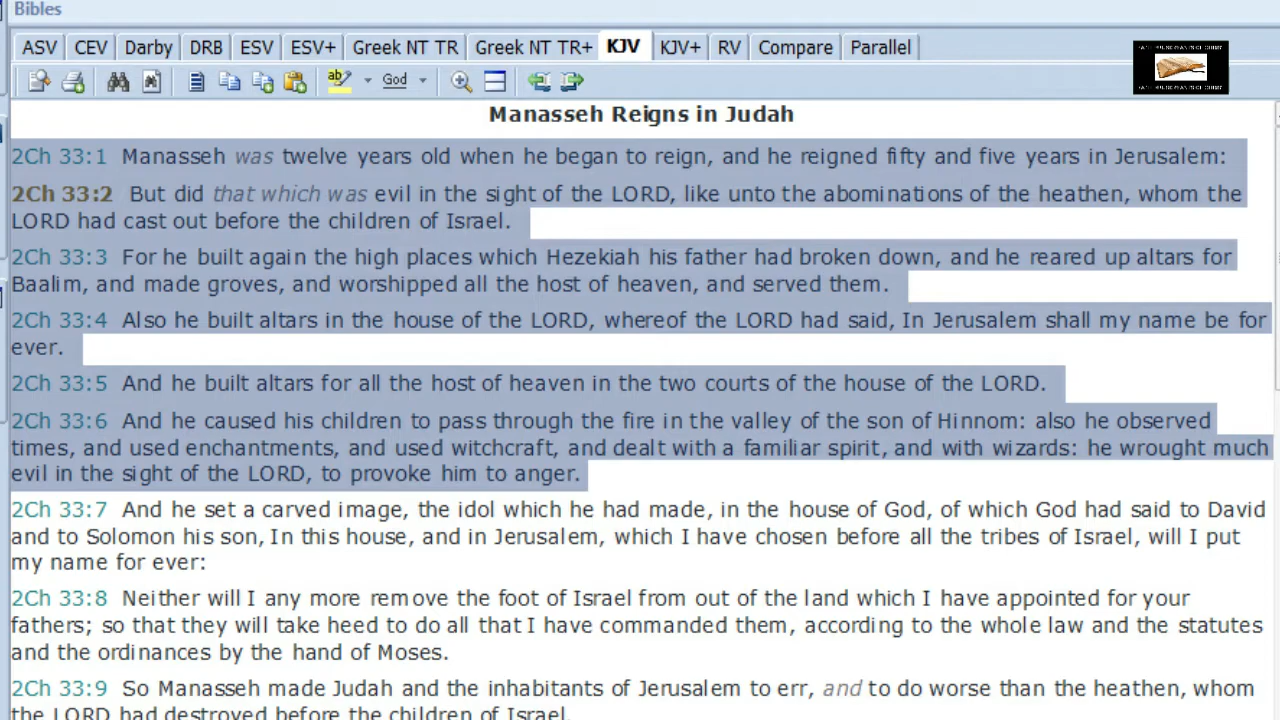 Bibles
ASV CEV Darby DRB ESV ESV+ Greek NT TR Greek NT TR+ KJV KJV+ RV Compare Parallel
ab God
Manasseh Reigns in Judah
2Ch 33:1 Manasseh was twelve years old when he began to reign, and he reigned fifty and five years in Jerusalem:
2Ch 33:2 But did that which was evil in the sight of the LORD, like unto the abominations of the heathen, whom the
LORD had cast out before the children of Israel.
2Ch 33:3 For he built again the high places which Hezekiah his father had broken down, and he reared up altars for
Baalim, and made groves, and worshipped all the host of heaven, and served them.
2Ch 33:4 Also he built altars in the house of the LORD, whereof the LORD had said, In Jerusalem shall my name be for
ever.
2Ch 33:5 And he built altars for all the host of heaven in the two courts of the house of the LORD.
2Ch 33:6 And he caused his children to pass through the fire in the valley of the son of Hinnom: also he observed
times, and used enchantments, and used witchcraft, and dealt with a familiar spirit, and with wizards: he wrought much
evil in the sight of the LORD, to provoke him to anger.
2Ch 33:7 And he set a carved image, the idol which he had made, in the house of God, of which God had said to David
and to Solomon his son, In this house, and in Jerusalem, which I have chosen before all the tribes of Israel, will I put
my name for ever:
2Ch 33:8 Neither will I any more remove the foot of Israel from out of the land which I have appointed for your
fathers; so that they will take heed to do all that I have commanded them, according to the whole law and the statutes
and the ordinances by the hand of Moses.
2Ch 33:9 So Manasseh made Judah and the inhabitants of Jerusalem to err, and to do worse than the heathen, whom
the LORD had destroyed before the children of Israel.